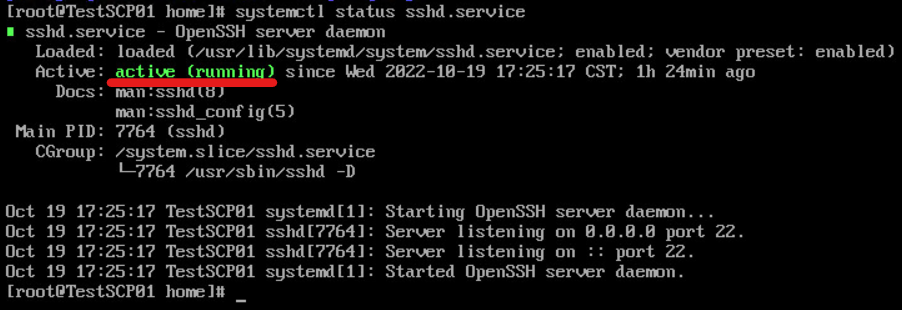 [root@TestSCP01 home]# systemctl status sshd.service
sshd.service - OpenSSH server daemon
Loaded: loaded (/usr/lib/systemd/system/sshd.service; enabled; vendor preset: enabled)
Active: active (running) since Wed 2022-10-19 17:25:17 CST; 1h 24min ago
Docs: man:sshd(8)
man:sshd_config(5)
Main PID: 7764 (sshd)
CGroup: /system.slice/sshd.service
└─7764 /usr/sbin/sshd -D
Oct 19 17:25:17 TestSCP01 systemd[1]: Starting OpenSSH server daemon...
Oct 19 17:25:17 TestSCP01 sshd[7764]: Server listening on 0.0.0.0 port 22.
Oct 19 17:25:17 TestSCP01 sshd[7764]: Server listening on :: port 22.
Oct 19 17:25:17 TestSCP01 systemd[1]: Started OpenSSH server daemon.
[root@TestSCP01 home]# _